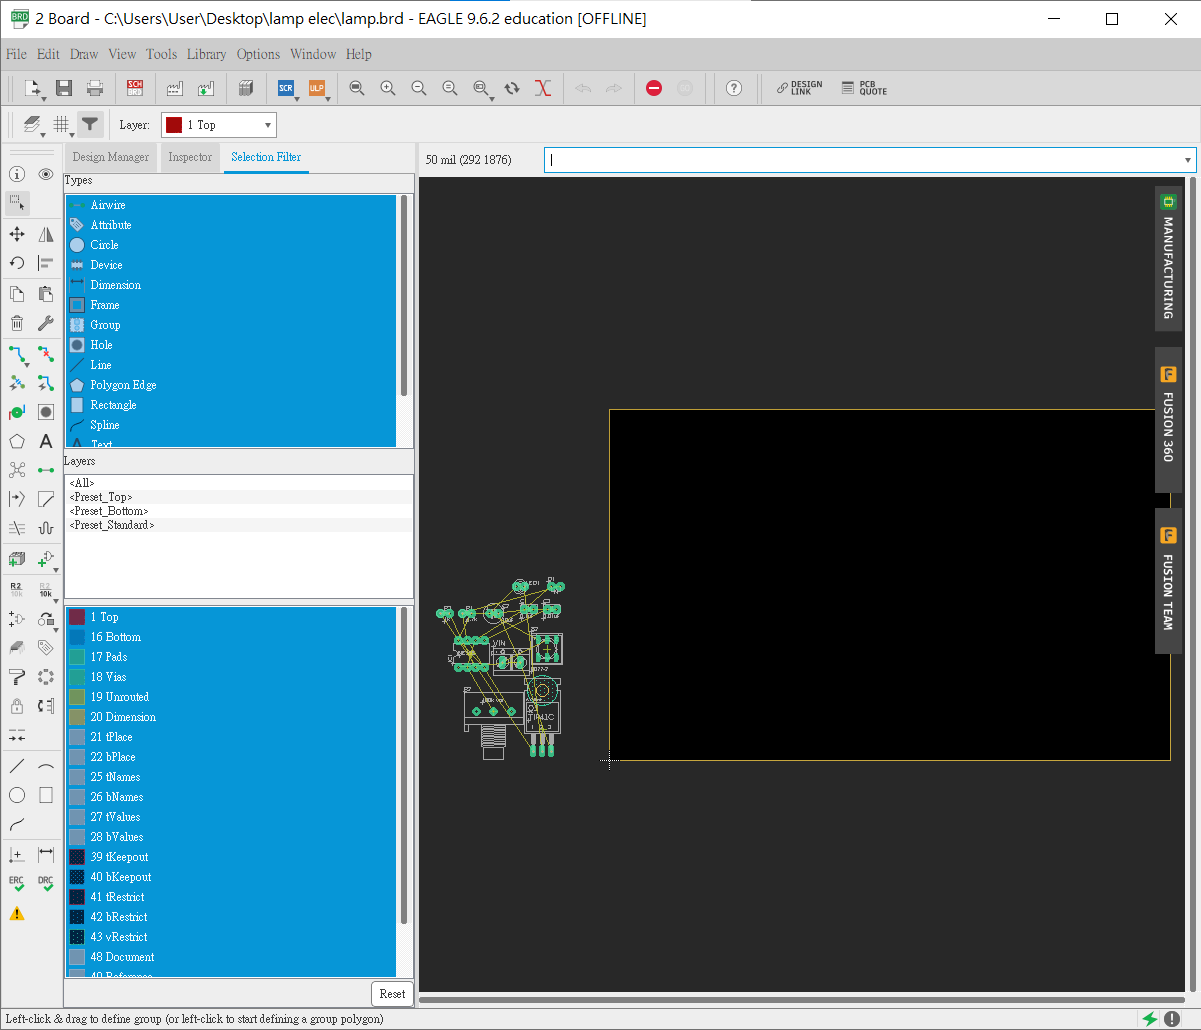 2 Board - C:\Users\User\Desktop\lamp elec\lamp.brd - EAGLE 9.6.2 education [OFFLINE]
File Edit Draw View Tools Library Options Window Help
SCH BRD SCR ULP ? DESIGN LINK PCB QUOTE
Layer: 1 Top
Design Manager Inspector Selection Filter
50 mil (292 1876)
Types
Airwire
Attribute
Circle
Device
Dimension
Frame
Group
Hole
Line
Polygon Edge
Rectangle
Spline
Text
Layers
<All>
<Preset_Top>
<Preset_Bottom>
<Preset_Standard>
1 Top
16 Bottom
17 Pads
18 Vias
19 Unrouted
20 Dimension
21 tPlace
22 bPlace
25 tNames
26 bNames
27 tValues
28 bValues
39 tKeepout
40 bKeepout
41 tRestrict
42 bRestrict
43 vRestrict
48 Document
49 Reference
Reset
R2 10k
R2 10k
ERC DRC
MANUFACTURING
FUSION 360
FUSION TEAM
VIN
Left-click & drag to define group (or left-click to start defining a group polygon)